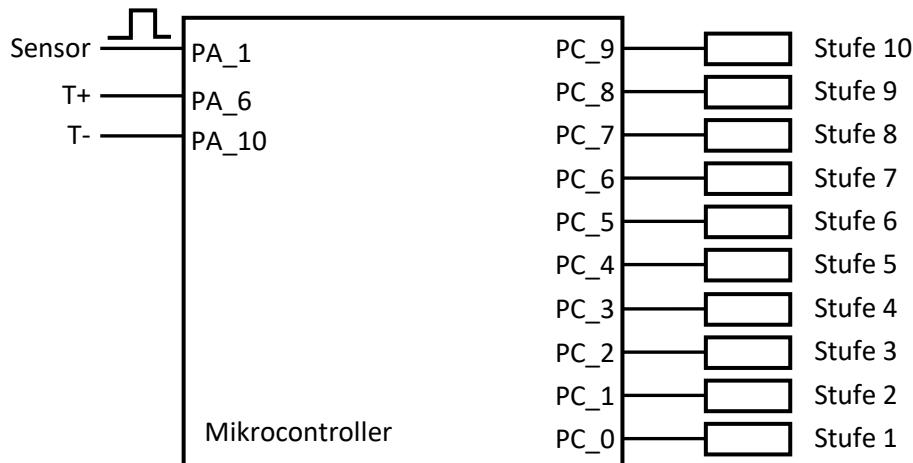 Sensor PA_1 PC_9 Stufe 10
T+ PA_6 PC_8 Stufe 9
T- PA_10 PC_7 Stufe 8
PC_6 Stufe 7
PC_5 Stufe 6
PC_4 Stufe 5
PC_3 Stufe 4
PC_2 Stufe 3
PC_1 Stufe 2
Mikrocontroller PC_0 Stufe 1